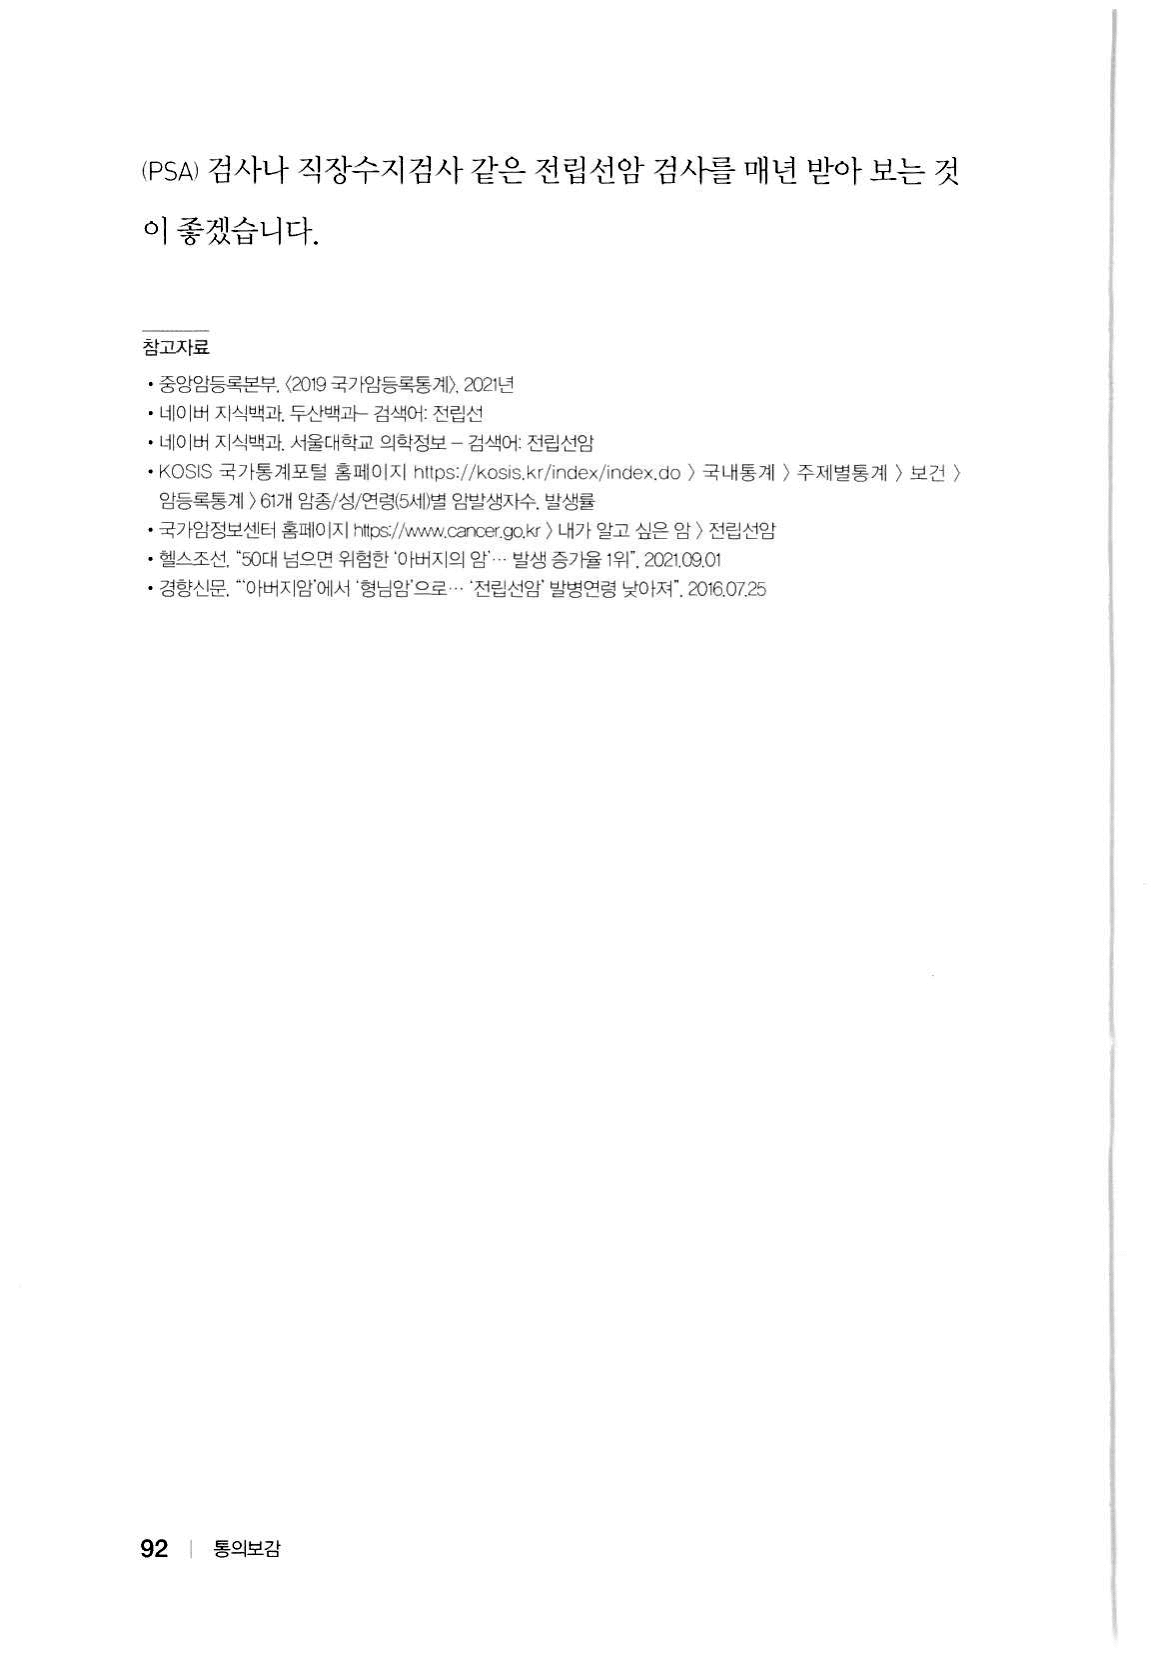 (PSA) 검사나 직장수지검사 같은 전립선암 검사를 매년 받아 보는 것
이 좋겠습니다.
참고자료
• 중앙암등록본부, 〈2019 국가암등록통계〉, 2021년
• 네이버 지식백과, 두산백과– 검색어: 전립선
• 네이버 지식백과, 서울대학교 의학정보 – 검색어: 전립선암
• KOSIS 국가통계포털 홈페이지 https://kosis.kr/index/index.do 〉 국내통계 〉 주제별통계 〉 보건 〉
암등록통계 〉 61개 암종/성/연령(5세)별 암발생자수, 발생률
• 국가암정보센터 홈페이지 https://www.cancer.go.kr 〉 내가 알고 싶은 암 〉 전립선암
• 헬스조선, “50대 넘으면 위험한 ‘아버지의 암’… 발생 증가율 1위”, 2021.09.01
• 경향신문, “‘아버지암’에서 ‘형님암’으로… ‘전립선암’ 발병연령 낮아져”, 2016.07.25
92 | 통의보감